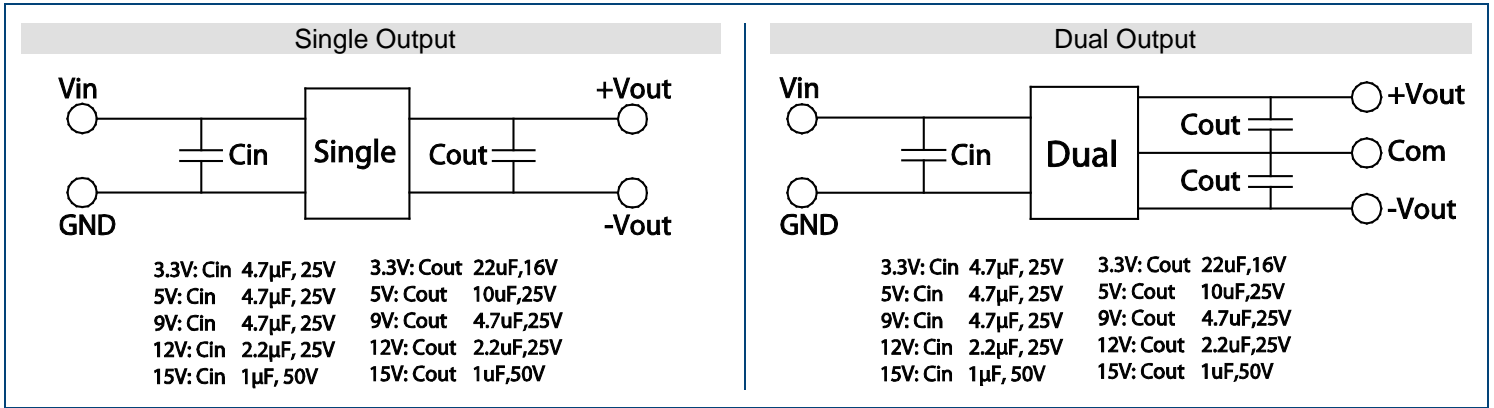 Single Output
Vin
+Vout
Cin
Single
Cout
GND
-Vout
3.3V: Cin 4.7µF, 25V
5V: Cin 4.7µF, 25V
9V: Cin 4.7µF, 25V
12V: Cin 2.2µF, 25V
15V: Cin 1µF, 50V
3.3V: Cout 22uF,16V
5V: Cout 10uF,25V
9V: Cout 4.7uF,25V
12V: Cout 2.2uF,25V
15V: Cout 1uF,50V
Dual Output
Vin
+Vout
Cout
Cin
Dual
Com
Cout
GND
-Vout
3.3V: Cin 4.7µF, 25V
5V: Cin 4.7µF, 25V
9V: Cin 4.7µF, 25V
12V: Cin 2.2µF, 25V
15V: Cin 1µF, 50V
3.3V: Cout 22uF,16V
5V: Cout 10uF,25V
9V: Cout 4.7uF,25V
12V: Cout 2.2uF,25V
15V: Cout 1uF,50V